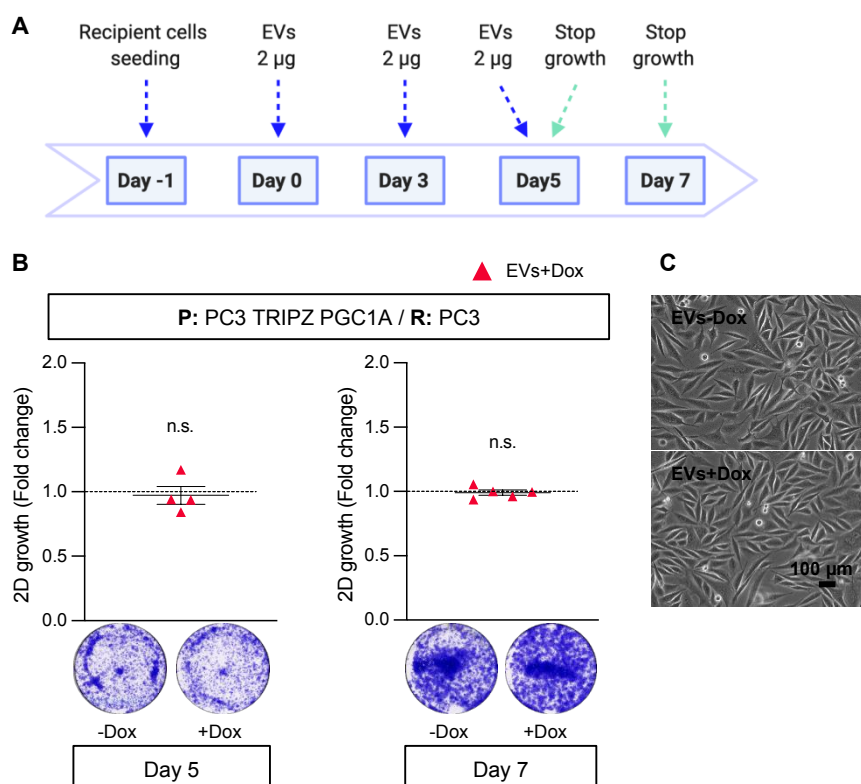 A
Recipient cells
seeding
EVs
2 µg
EVs
2 µg
EVs
2 µg
Stop
growth
Stop
growth
Day -1
Day 0
Day 3
Day5
Day 7
B
EVs+Dox
P: PC3 TRIPZ PGC1A / R: PC3
2D growth (Fold change)
2.0
1.5
1.0
0.5
0.0
n.s.
-Dox
+Dox
Day 5
2D growth (Fold change)
2.0
1.5
1.0
0.5
0.0
n.s.
-Dox
+Dox
Day 7
C
EVs-Dox
EVs+Dox
100 µm